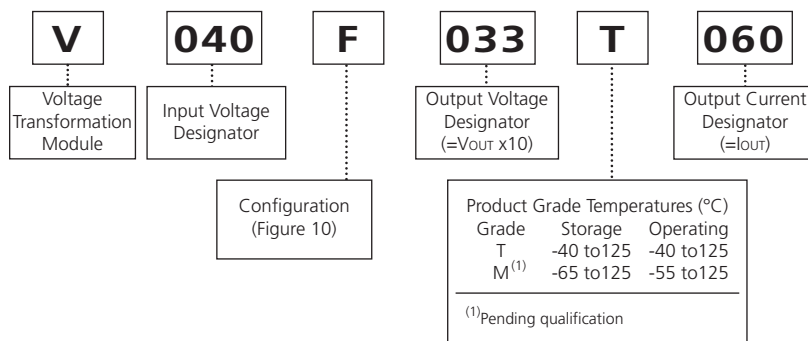 V 040 F 033 T 060
Voltage
Transformation
Module
Input Voltage
Designator
Output Voltage
Designator
(=VOUT x10)
Output Current
Designator
(=IOUT)
Configuration
(Figure 10)
Product Grade Temperatures (°C)
Grade Storage Operating
T -40 to125 -40 to125
M(1) -65 to125 -55 to125
(1)Pending qualification